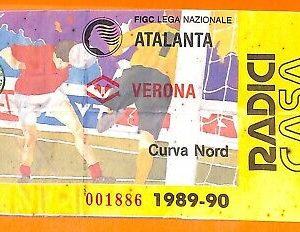 FIGC LEGA NAZIONALE
ATALANTA
VERONA
Curva Nord
001886 1989-90
RADICI
CASA